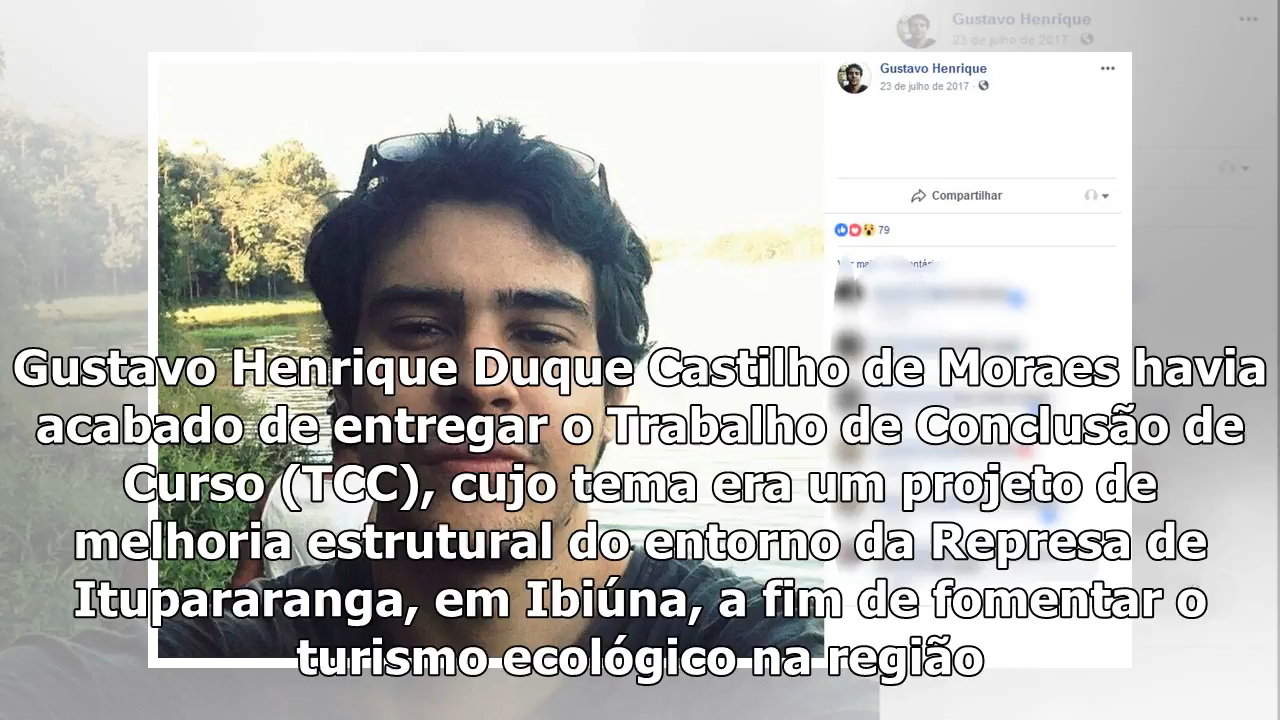 Gustavo Henrique
23 de julho de 2017
Gustavo Henrique
23 de julho de 2017
Compartilhar
79
Gustavo Henrique Duque Castilho de Moraes havia
acabado de entregar o Trabalho de Conclusão de
Curso (TCC), cujo tema era um projeto de
melhoria estrutural do entorno da Represa de
Itupararanga, em Ibiúna, a fim de fomentar o
turismo ecológico na região